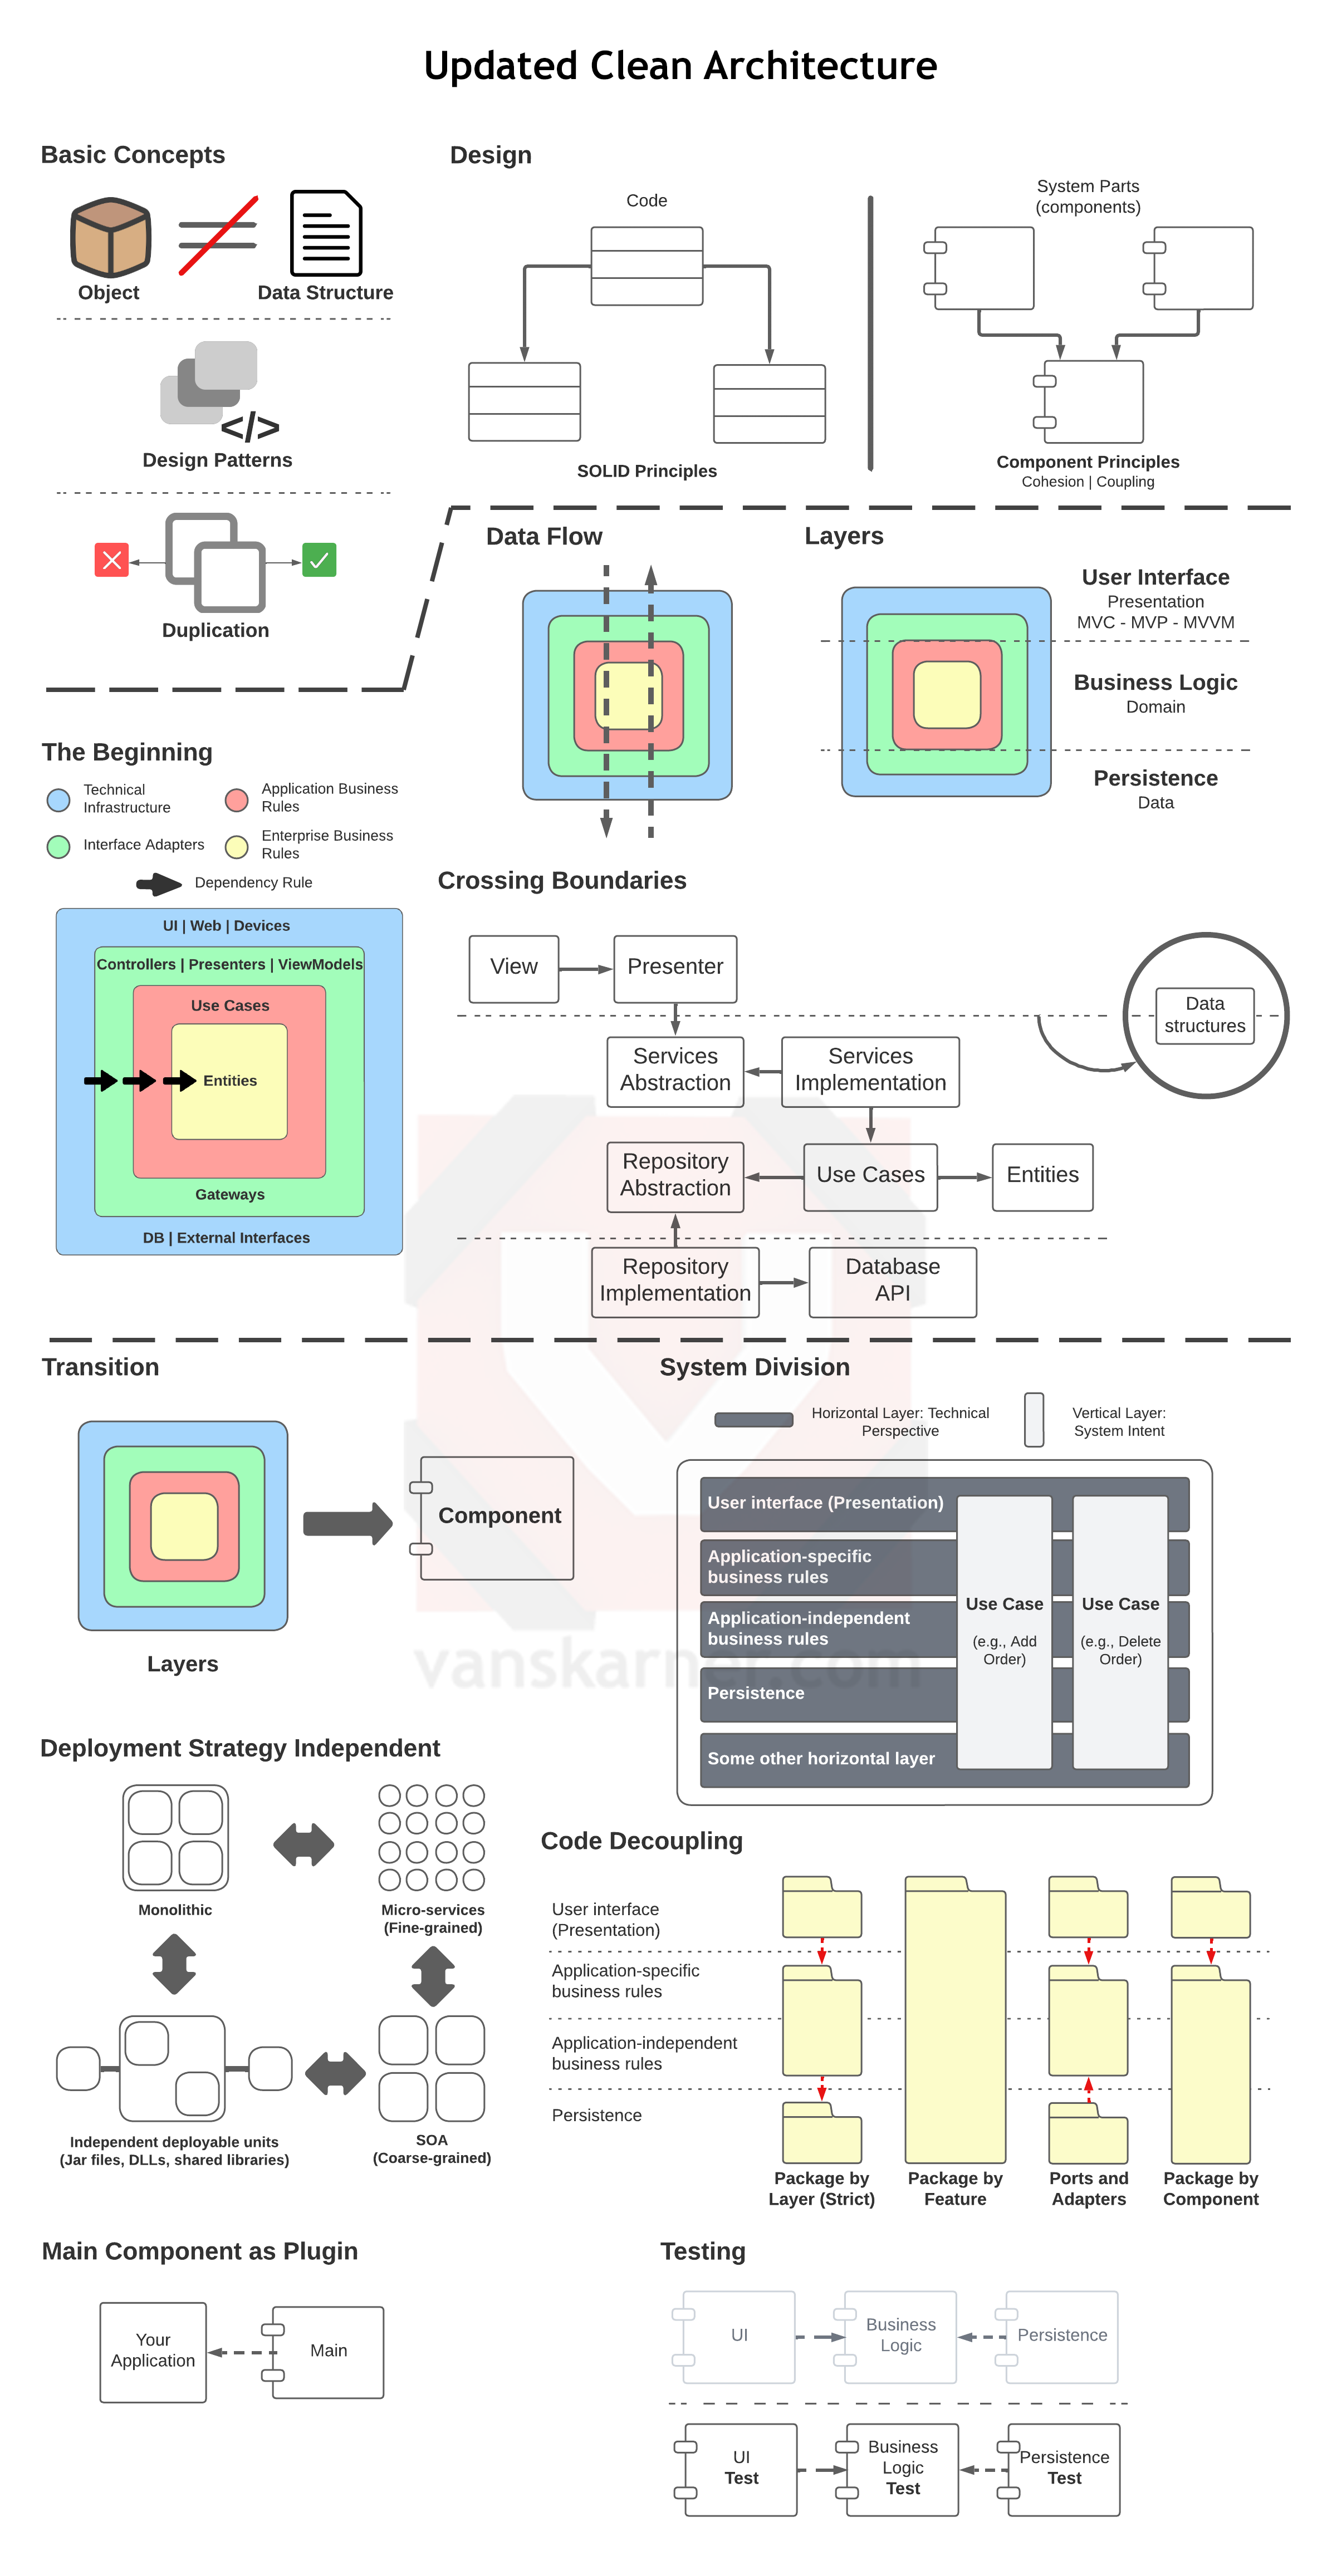 Updated Clean Architecture
Basic Concepts
Object
Data Structure
</>
Design Patterns
Duplication
Design
Code
SOLID Principles
System Parts
(components)
Component Principles
Cohesion | Coupling
Data Flow
Layers
User Interface
Presentation
MVC - MVP - MVVM
Business Logic
Domain
Persistence
Data
The Beginning
Technical
Infrastructure
Application Business
Rules
Interface Adapters
Enterprise Business
Rules
Dependency Rule
UI | Web | Devices
Controllers | Presenters | ViewModels
Use Cases
Entities
Gateways
DB | External Interfaces
Crossing Boundaries
View
Presenter
Data
structures
Services
Abstraction
Services
Implementation
Repository
Abstraction
Use Cases
Entities
Repository
Implementation
Database
API
Transition
Layers
Component
System Division
Horizontal Layer: Technical
Perspective
Vertical Layer:
System Intent
User interface (Presentation)
Application-specific
business rules
Application-independent
business rules
Persistence
Some other horizontal layer
Use Case
(e.g., Add
Order)
Use Case
(e.g., Delete
Order)
vanskarner.com
Deployment Strategy Independent
Monolithic
Micro-services
(Fine-grained)
Independent deployable units
(Jar files, DLLs, shared libraries)
SOA
(Coarse-grained)
Code Decoupling
User interface
(Presentation)
Application-specific
business rules
Application-independent
business rules
Persistence
Package by
Layer (Strict)
Package by
Feature
Ports and
Adapters
Package by
Component
Main Component as Plugin
Your
Application
Main
Testing
UI
Business
Logic
Persistence
UI
Test
Business
Logic
Test
Persistence
Test